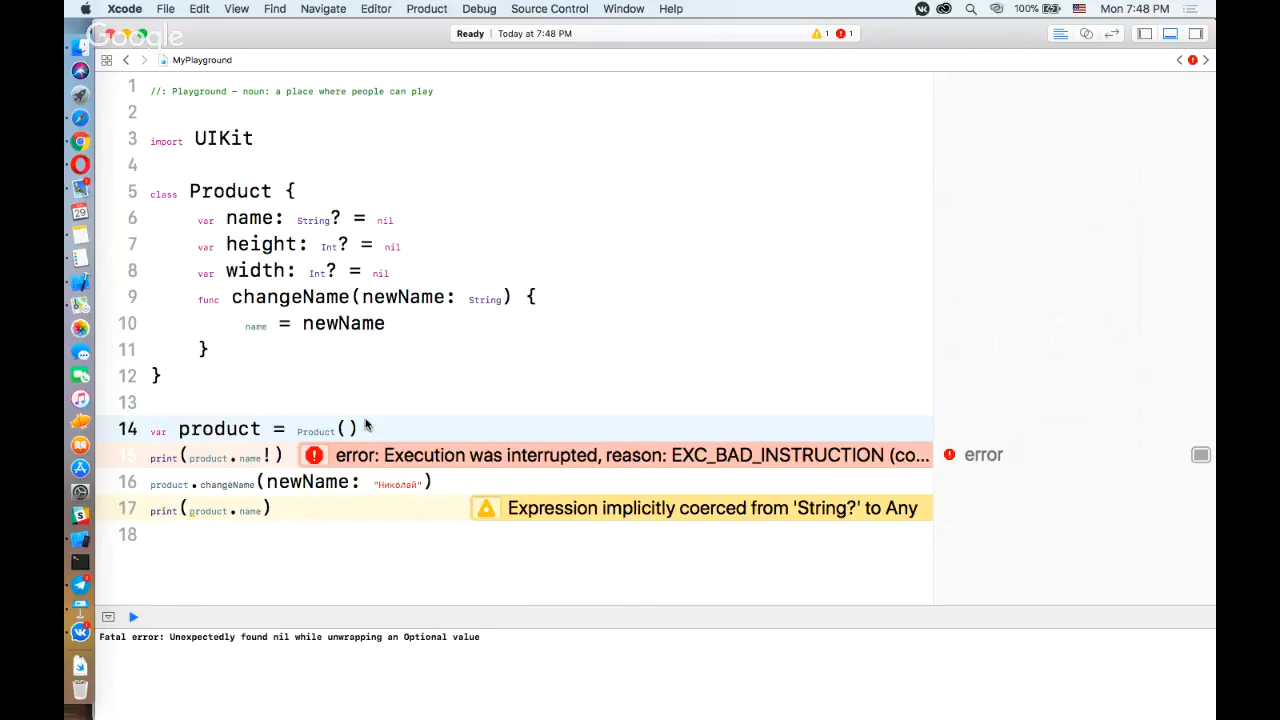 Xcode File Edit View Find Navigate Editor Product Debug Source Control Window Help 100% Mon 7:48 PM
Google
Ready Today at 7:48 PM 1 1
MyPlayground
1 //: Playground - noun: a place where people can play
2
3 import UIKit
4
5 class Product {
6 var name: String? = nil
7 var height: Int? = nil
8 var width: Int? = nil
9 func changeName(newName: String) {
10 name = newName
11 }
12 }
13
14 var product = Product()
15 print(product.name!) error: Execution was interrupted, reason: EXC_BAD_INSTRUCTION (co... error
16 product.changeName(newName: "Николай")
17 print(product.name) Expression implicitly coerced from 'String?' to Any
18
Fatal error: Unexpectedly found nil while unwrapping an Optional value